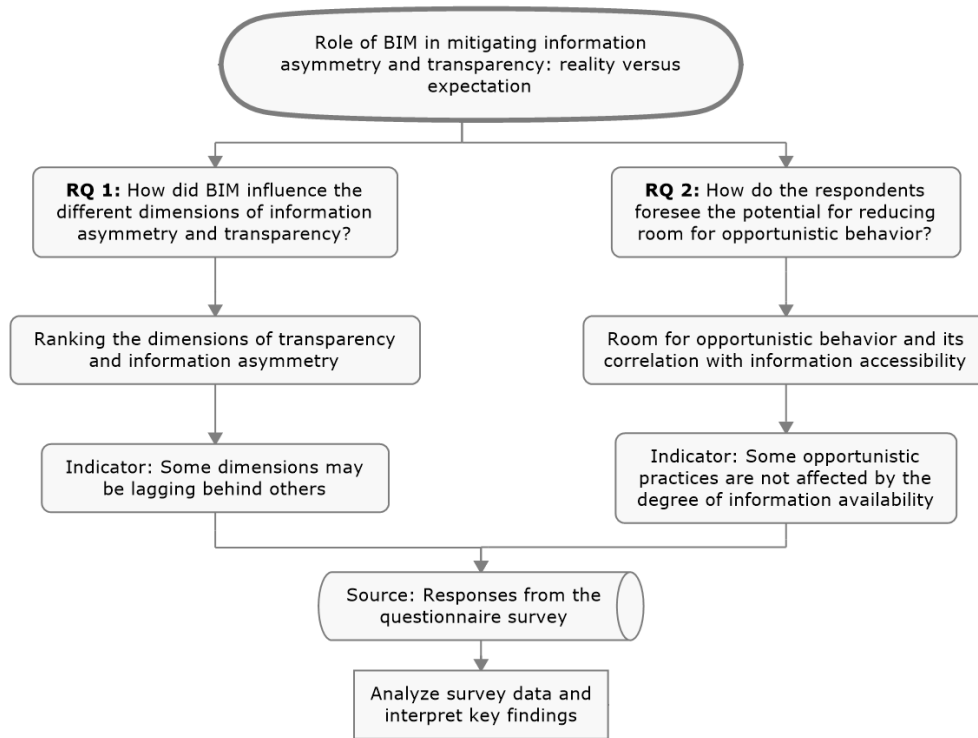 Role of BIM in mitigating information
asymmetry and transparency: reality versus
expectation
RQ 1: How did BIM influence the
different dimensions of information
asymmetry and transparency?
RQ 2: How do the respondents
foresee the potential for reducing
room for opportunistic behavior?
Ranking the dimensions of transparency
and information asymmetry
Room for opportunistic behavior and its
correlation with information accessibility
Indicator: Some dimensions may
be lagging behind others
Indicator: Some opportunistic
practices are not affected by the
degree of information availability
Source: Responses from the
questionnaire survey
Analyze survey data and
interpret key findings